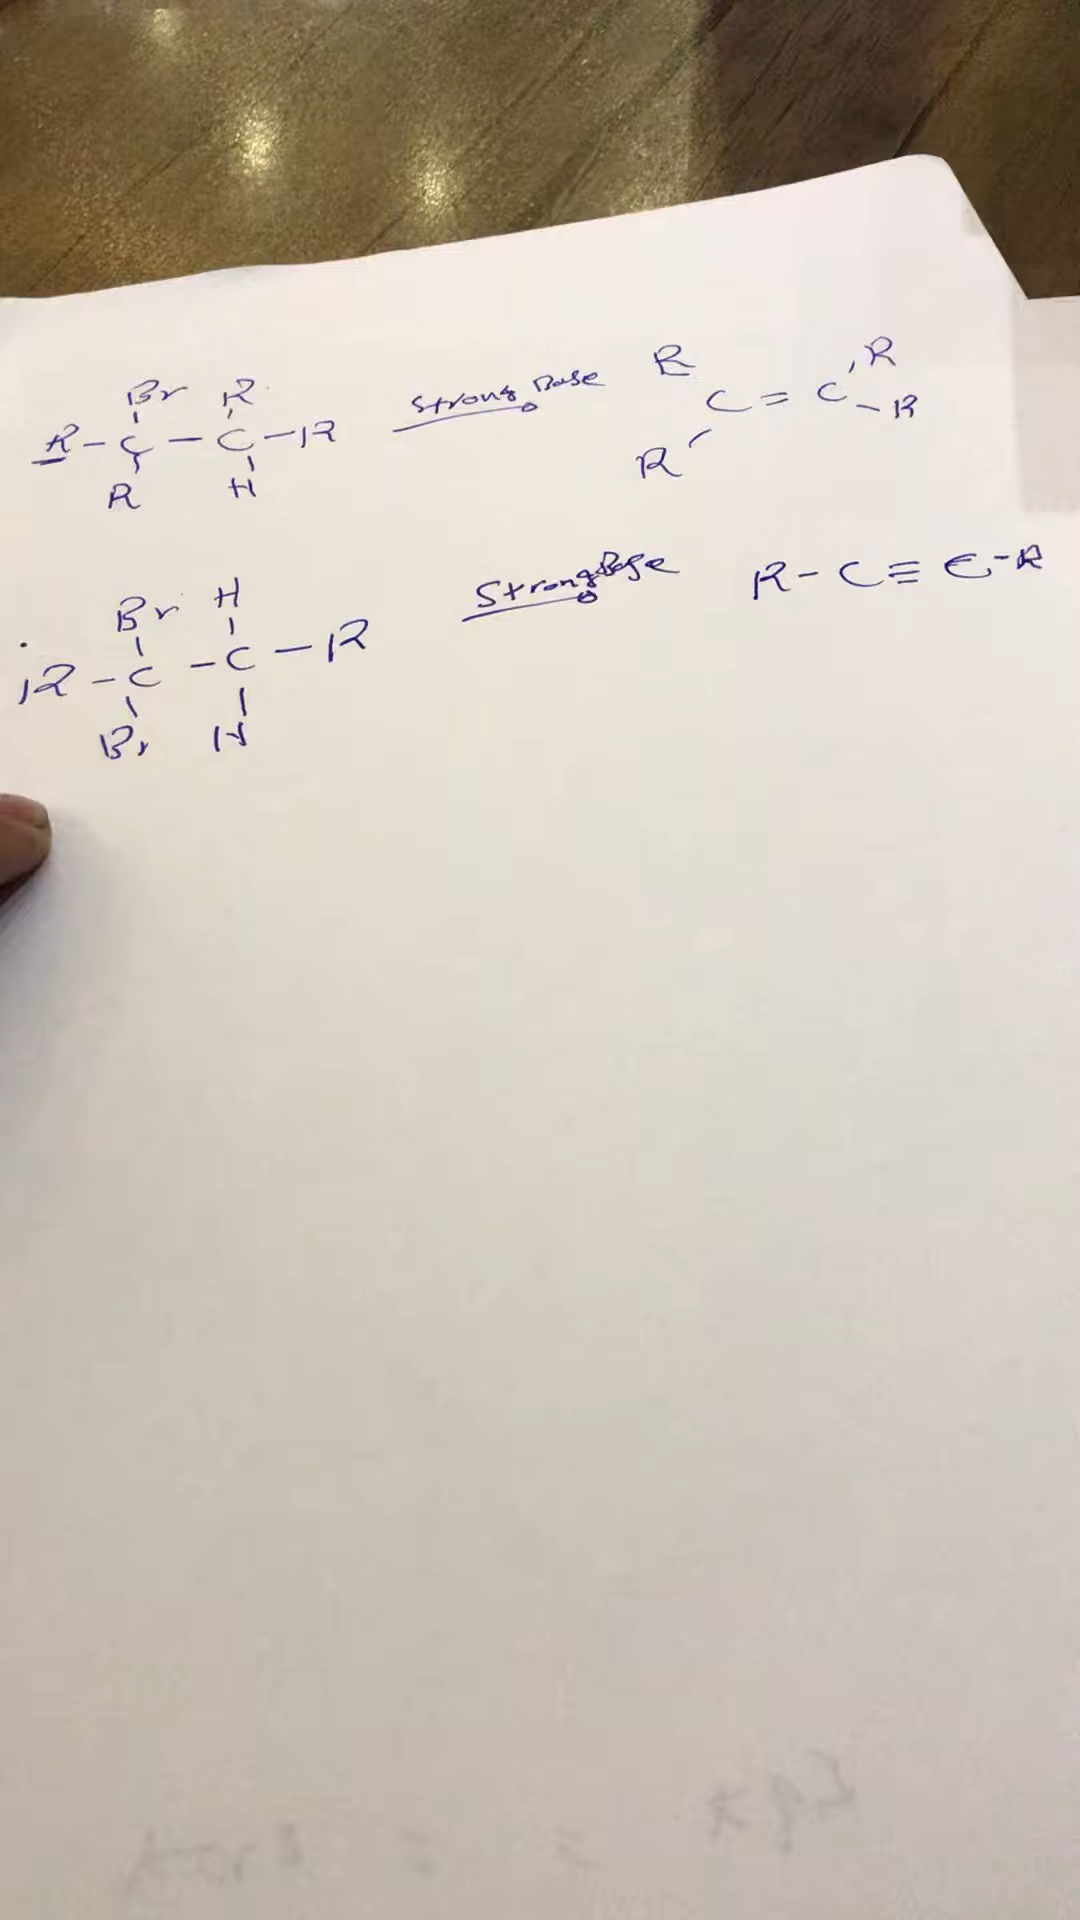 Br R
R - C - C - R Strong Base R C = C R
R H R R
Br H
R - C - C - R Strong Base R - C ≡ C - R
Br H